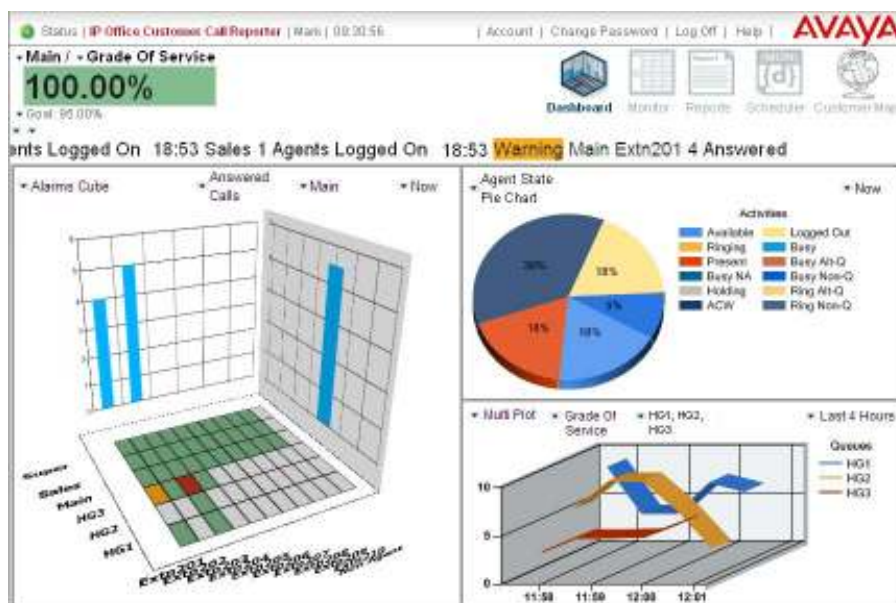 Status | IP Office Customer Call Reporter | Mark | 08:30:56 | Account | Change Password | Log Off | Help | AVAYA
Main / Grade Of Service
100.00%
Goal: 95.00%
Dashboard Monitor Reports Scheduler Customer Map
ents Logged On 18:53 Sales 1 Agents Logged On 18:53 Warning Main Extn201 4 Answered
Alarms Cube Answered Calls Main Now
Super
Sales
Main
HG3
HG2
HG1
Agent State Pie Chart Now
Activities
Available Logged Out
Ringing Busy
Present Busy Alt-Q
Busy NA Busy Non-Q
Holding Ring Alt-Q
ACW Ring Non-Q
18%
18%
18%
9%
Multi Plot Grade Of Service HG1, HG2, HG3 Last 4 Hours
Queues
HG1
HG2
HG3
10
5
0
11:58 11:59 12:00 12:01